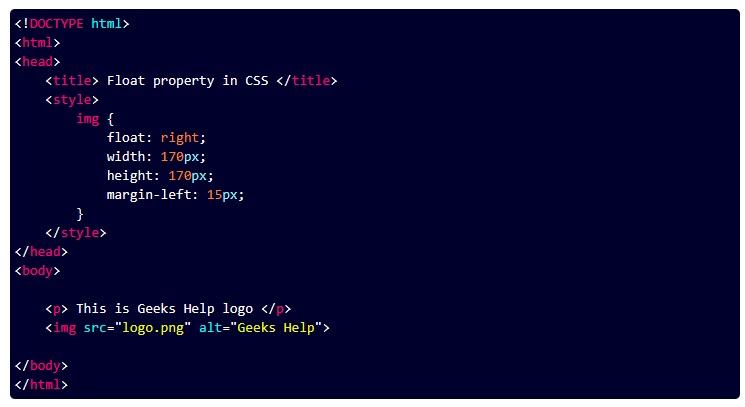 <!DOCTYPE html>
<html>
<head>
    <title> Float property in CSS </title>
    <style>
        img {
            float: right;
            width: 170px;
            height: 170px;
            margin-left: 15px;
        }
    </style>
</head>
<body>

    <p> This is Geeks Help logo </p>
    <img src="logo.png" alt="Geeks Help">

</body>
</html>